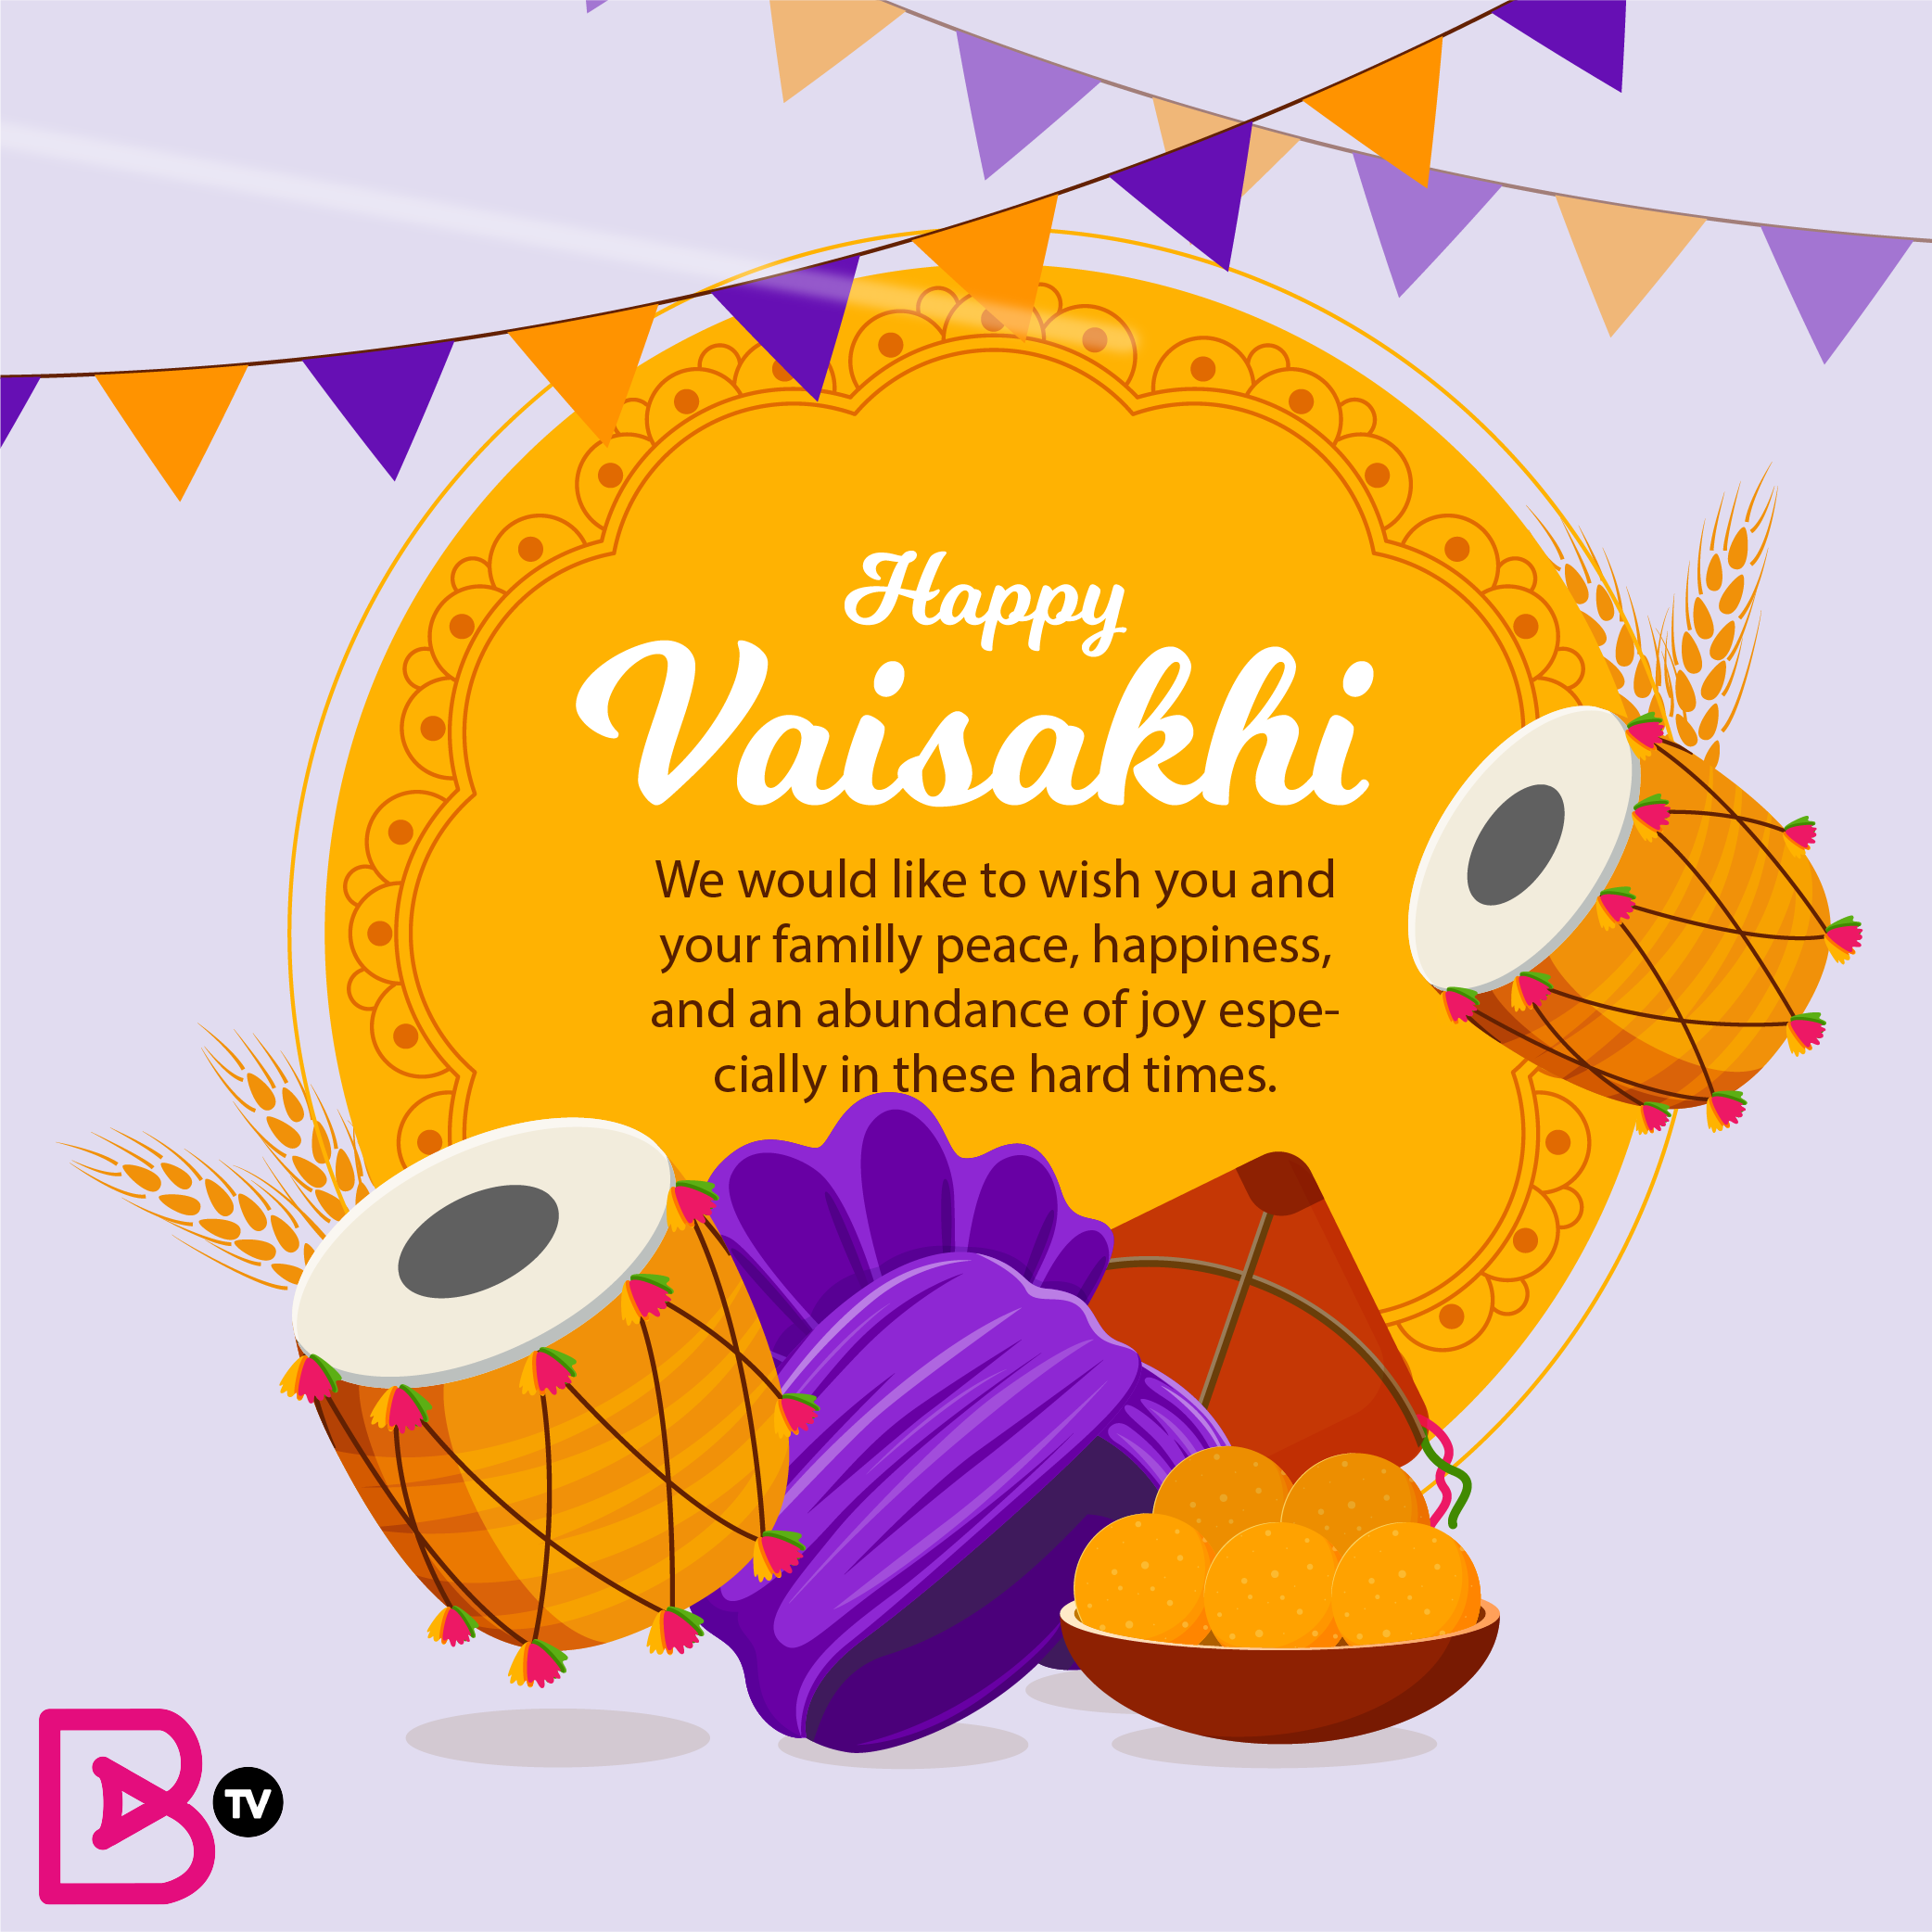 Happy
Vaisakhi
We would like to wish you and
your familly peace, happiness,
and an abundance of joy espe-
cially in these hard times.
B TV